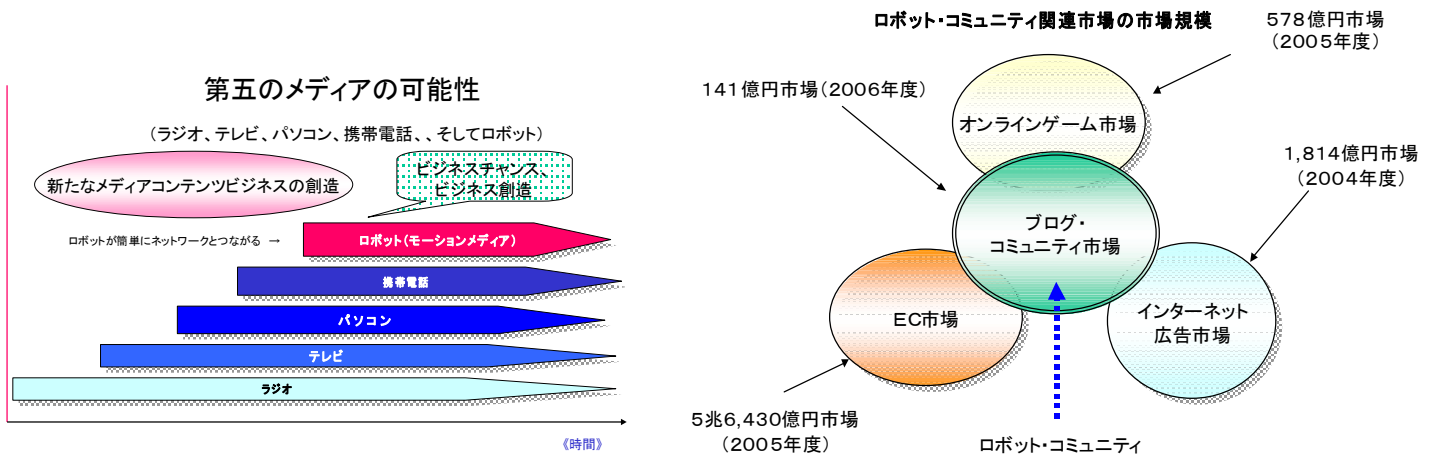 第五のメディアの可能性
（ラジオ、テレビ、パソコン、携帯電話、、そしてロボット）
新たなメディアコンテンツビジネスの創造
ビジネスチャンス、
ビジネス創造
ロボットが簡単にネットワークとつながる　→
ロボット（モーションメディア）
携帯電話
パソコン
テレビ
ラジオ
《時間》
ロボット・コミュニティ関連市場の市場規模
578億円市場
（2005年度）
141億円市場（2006年度）
オンラインゲーム市場
1,814億円市場
（2004年度）
ブログ・
コミュニティ市場
EC市場
インターネット
広告市場
5兆6,430億円市場
（2005年度）
ロボット・コミュニティ